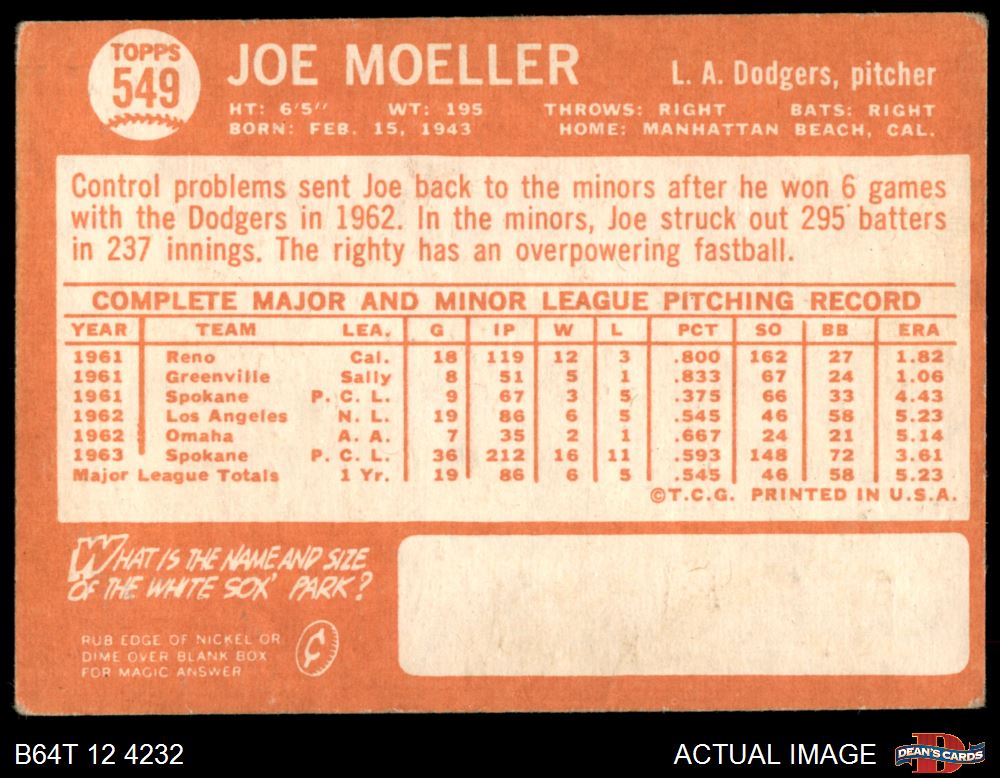 TOPPS
549
JOE MOELLER
L. A. Dodgers, pitcher
HT: 6'5" WT: 195 THROWS: RIGHT BATS: RIGHT
BORN: FEB. 15, 1943 HOME: MANHATTAN BEACH, CAL.
Control problems sent Joe back to the minors after he won 6 games
with the Dodgers in 1962. In the minors, Joe struck out 295 batters
in 237 innings. The righty has an overpowering fastball.
COMPLETE MAJOR AND MINOR LEAGUE PITCHING RECORD
YEAR TEAM LEA. G IP W L PCT SO BB ERA
1961 Reno Cal. 18 119 12 3 .800 162 27 1.82
1961 Greenville Sally 8 51 5 1 .833 67 24 1.06
1961 Spokane P. C. L. 9 67 3 5 .375 66 33 4.43
1962 Los Angeles N. L. 19 86 6 5 .545 46 58 5.23
1962 Omaha A. A. 7 35 2 1 .667 24 21 5.14
1963 Spokane P. C. L. 36 212 16 11 .593 148 72 3.61
Major League Totals 1 Yr. 19 86 6 5 .545 46 58 5.23
©T.C.G. PRINTED IN U.S.A.
WHAT IS THE NAME AND SIZE
OF THE WHITE SOX' PARK?
RUB EDGE OF NICKEL OR
DIME OVER BLANK BOX
FOR MAGIC ANSWER
¢
B64T 12 4232
ACTUAL IMAGE
DEAN'S CARDS